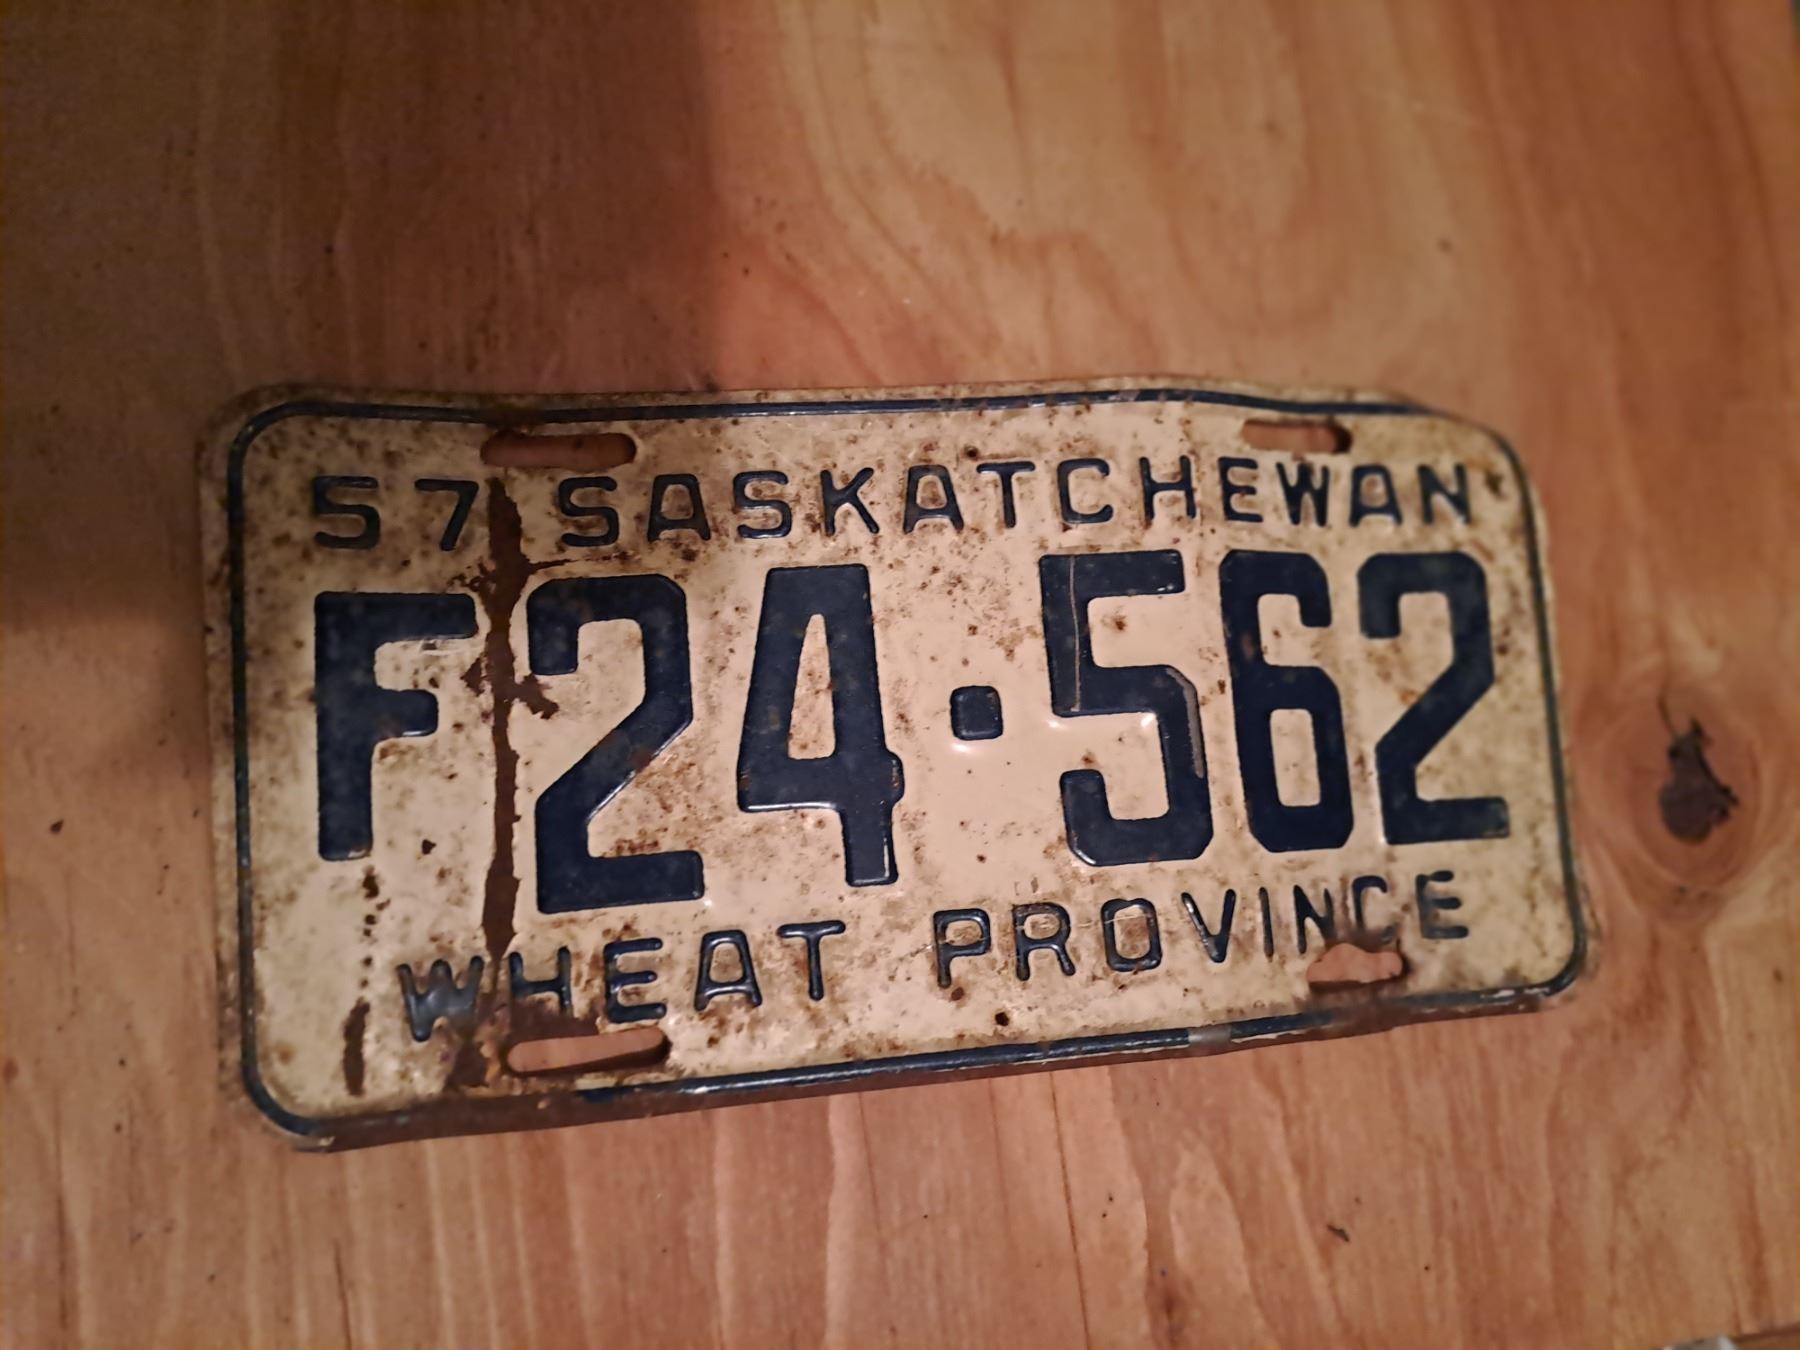 57 SASKATCHEWAN
F24·562
WHEAT PROVINCE